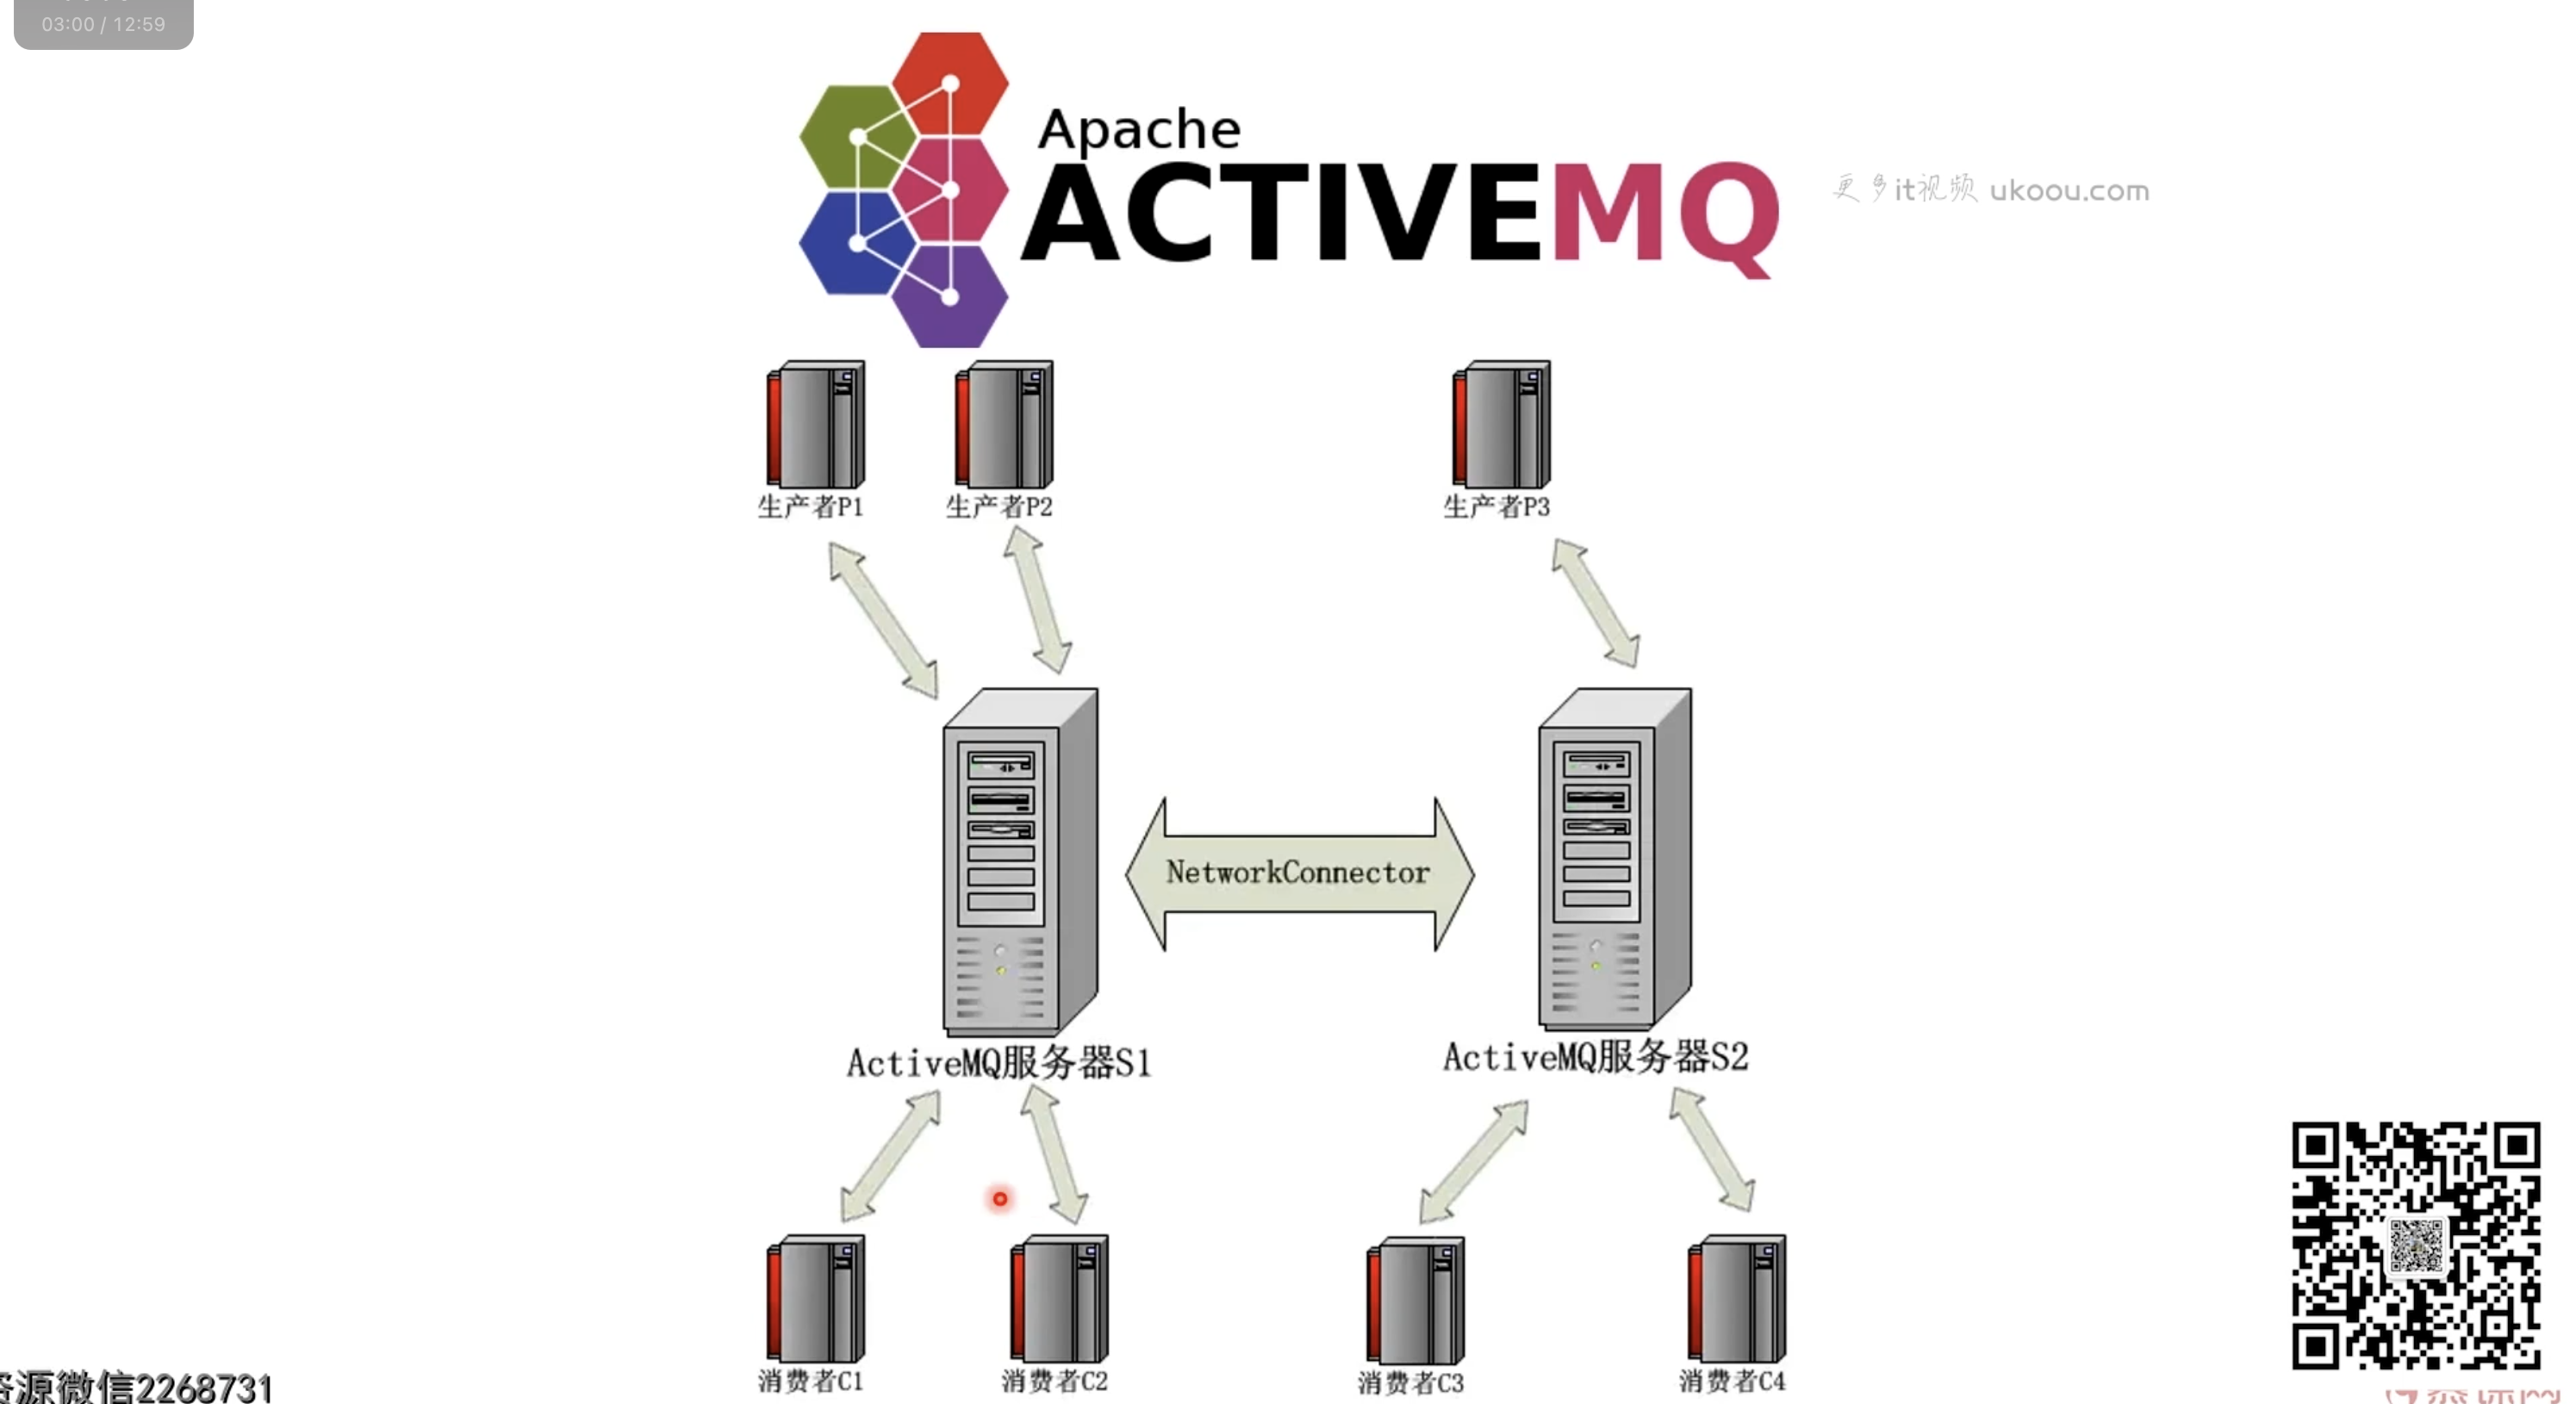 03:00 / 12:59
Apache
ACTIVEMQ
更多it视频 ukoou.com
生产者P1
生产者P2
生产者P3
NetworkConnector
ActiveMQ服务器S1
ActiveMQ服务器S2
消费者C1
消费者C2
消费者C3
消费者C4
源微信2268731